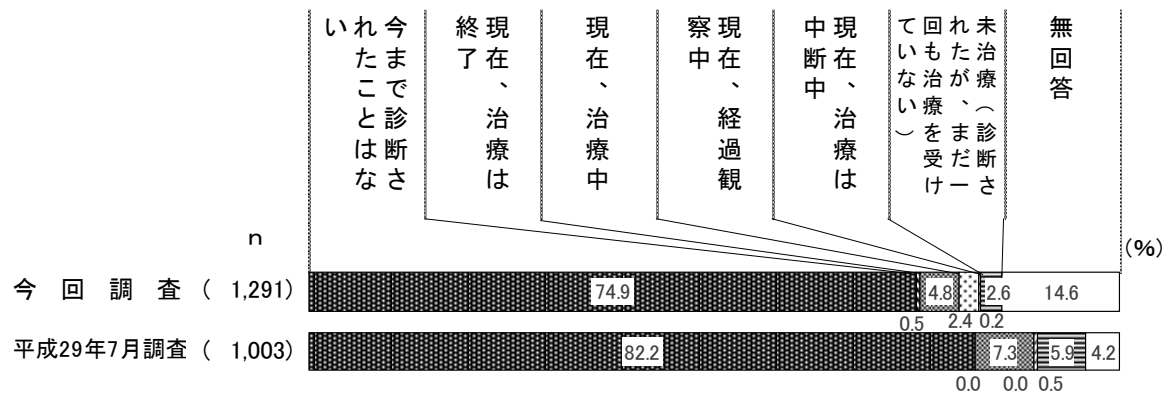 今まで診断さ
れたことはな
い
現在、治療は
終了
現在、治療中
現在、経過観
察中
現在、治療は
中断中
未治療（診断さ
れたが、まだ一
回も治療を受け
ていない）
無回答
n
(%)
今回調査 ( 1,291)
74.9 4.8 2.6 14.6
0.5 2.4 0.2
平成29年7月調査 ( 1,003)
82.2 7.3 5.9 4.2
0.0 0.0 0.5